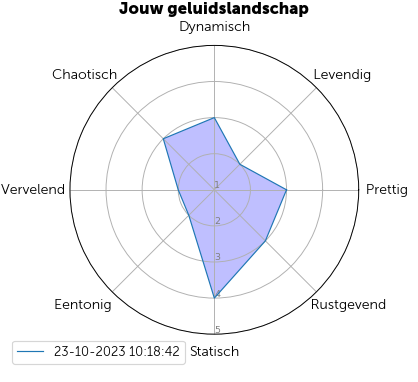 Jouw geluidslandschap
Dynamisch
Chaotisch
Levendig
Vervelend
1
Prettig
2
3
4
Eentonig
Rustgevend
5
23-10-2023 10:18:42
Statisch